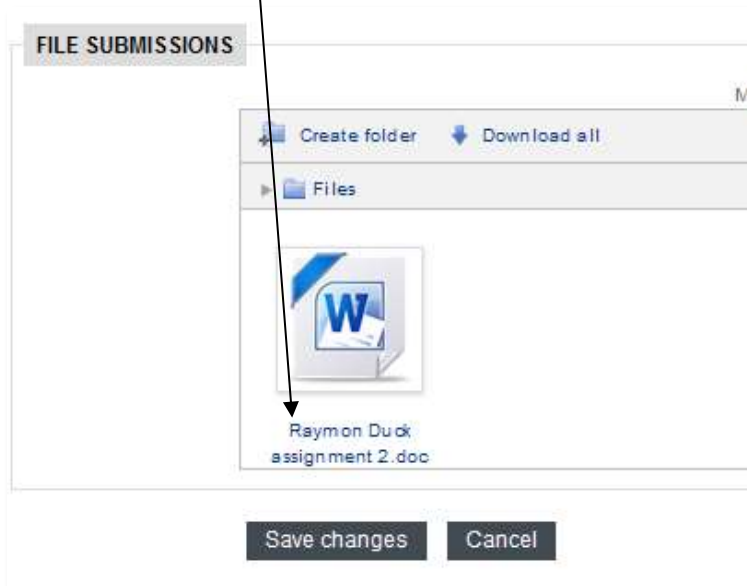 FILE SUBMISSIONS
M
Create folder Download all
Files
W
Raymon Duck
assignment 2.doc
Save changes Cancel